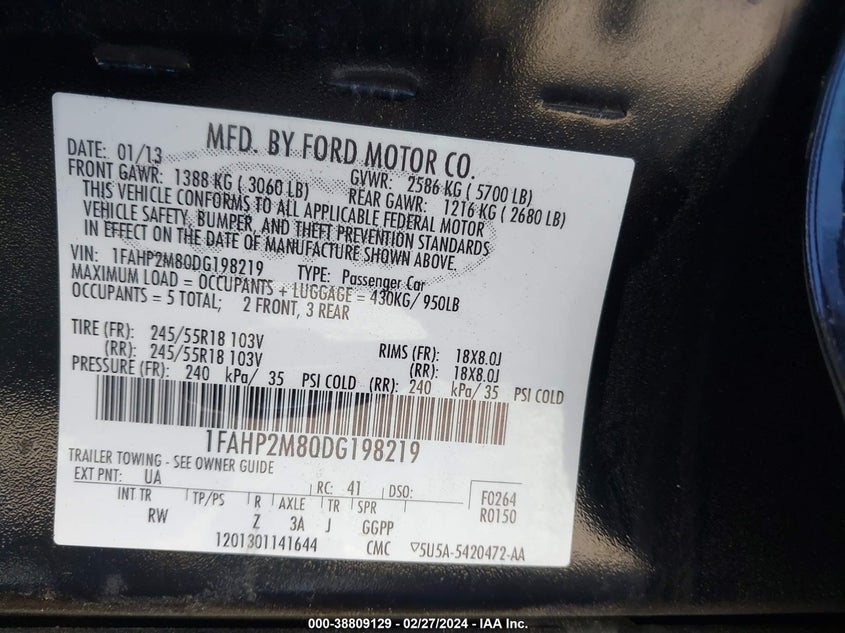 MFD. BY FORD MOTOR CO.
DATE: 01/13 GVWR: 2586 KG ( 5700 LB)
FRONT GAWR: 1388 KG ( 3060 LB) REAR GAWR: 1216 KG ( 2680 LB)
THIS VEHICLE CONFORMS TO ALL APPLICABLE FEDERAL MOTOR
VEHICLE SAFETY, BUMPER, AND THEFT PREVENTION STANDARDS
IN EFFECT ON THE DATE OF MANUFACTURE SHOWN ABOVE.
VIN: 1FAHP2M80DG198219 TYPE: Passenger Car
MAXIMUM LOAD = OCCUPANTS + LUGGAGE = 430KG/ 950LB
OCCUPANTS = 5 TOTAL; 2 FRONT, 3 REAR
TIRE (FR): 245/55R18 103V RIMS (FR): 18X8.0J
(RR): 245/55R18 103V (RR): 18X8.0J
PRESSURE (FR): 240 kPa/ 35 PSI COLD (RR): 240 kPa/ 35 PSI COLD
1FAHP2M80DG198219
TRAILER TOWING - SEE OWNER GUIDE
EXT PNT: UA RC: 41 DSO: F0264
INT TR TP/PS R AXLE TR SPR R0150
RW Z 3A J GGPP
1201301141644 CMC ▽5U5A-5420472-AA
000-38809129 - 02/27/2024 - IAA Inc.